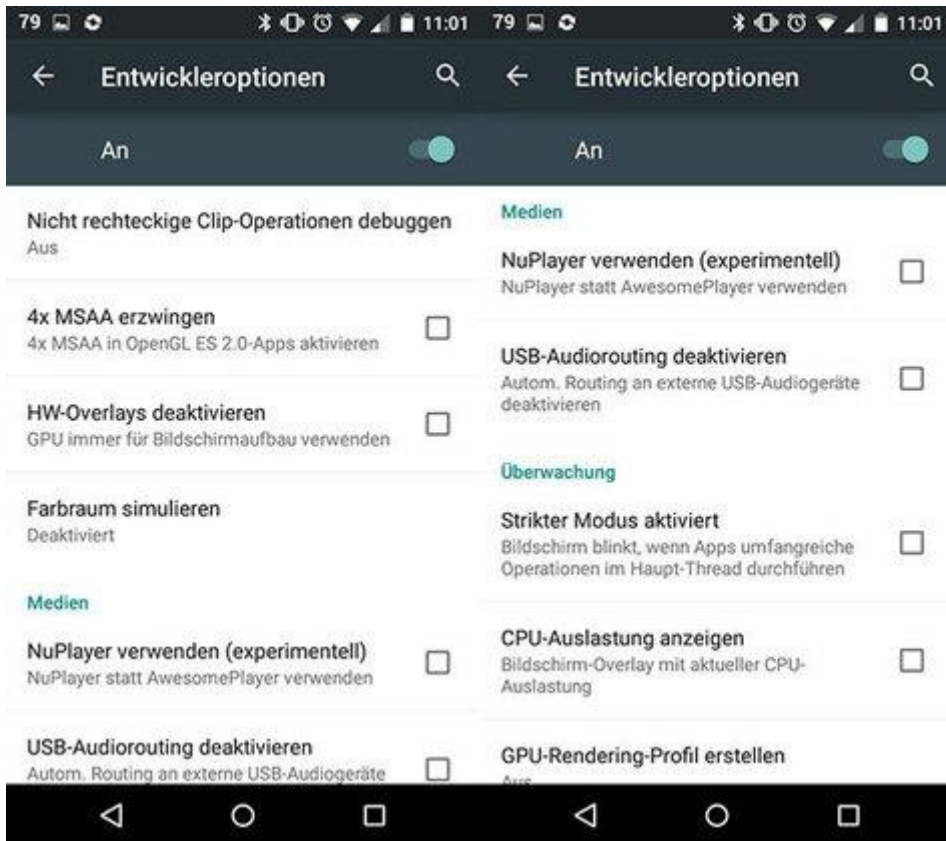 79 11:01
Entwickleroptionen
An
Nicht rechteckige Clip-Operationen debuggen
Aus
4x MSAA erzwingen
4x MSAA in OpenGL ES 2.0-Apps aktivieren
HW-Overlays deaktivieren
GPU immer für Bildschirmaufbau verwenden
Farbraum simulieren
Deaktiviert
Medien
NuPlayer verwenden (experimentell)
NuPlayer statt AwesomePlayer verwenden
USB-Audiorouting deaktivieren
Autom. Routing an externe USB-Audiogeräte
79 11:01
Entwickleroptionen
An
Medien
NuPlayer verwenden (experimentell)
NuPlayer statt AwesomePlayer verwenden
USB-Audiorouting deaktivieren
Autom. Routing an externe USB-Audiogeräte
deaktivieren
Überwachung
Strikter Modus aktiviert
Bildschirm blinkt, wenn Apps umfangreiche
Operationen im Haupt-Thread durchführen
CPU-Auslastung anzeigen
Bildschirm-Overlay mit aktueller CPU-
Auslastung
GPU-Rendering-Profil erstellen
Aus